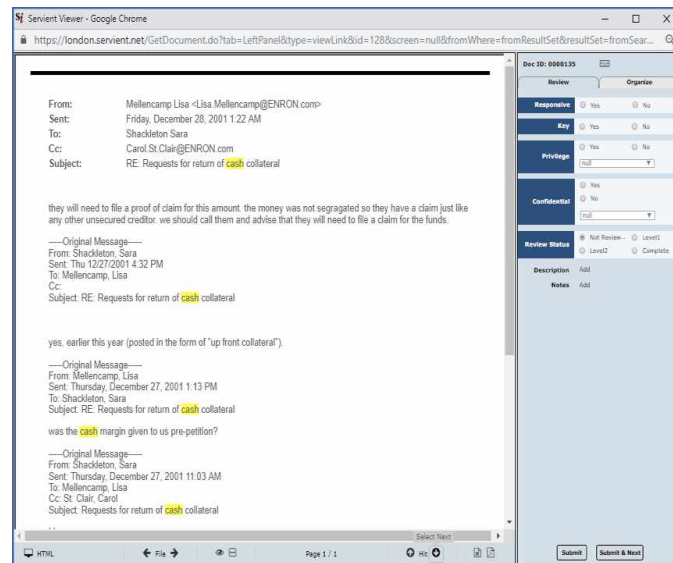 Si Servient Viewer - Google Chrome
https://london.servient.net/GetDocument.do?tab=LeftPanel&type=viewLink&id=128&screen=null&fromWhere=fromResultSet&resultSet=fromSear...
Doc ID: 0000135
Review Organize
From: Mellencamp Lisa <Lisa.Mellencamp@ENRON.com>
Sent: Friday, December 28, 2001 1:22 AM
To: Shackleton Sara
Cc: Carol.St.Clair@ENRON.com
Subject: RE: Requests for return of cash collateral
they will need to file a proof of claim for this amount. the money was not segregated so they have a claim just like
any other unsecured creditor. we should call them and advise that they will need to file a claim for the funds.
-----Original Message-----
From: Shackleton, Sara
Sent: Thu 12/27/2001 4:32 PM
To: Mellencamp, Lisa
Cc:
Subject: RE: Requests for return of cash collateral
yes, earlier this year (posted in the form of "up front collateral").
-----Original Message-----
From: Mellencamp, Lisa
Sent: Thursday, December 27, 2001 1:13 PM
To: Shackleton, Sara
Subject: RE: Requests for return of cash collateral
was the cash margin given to us pre-petition?
-----Original Message-----
From: Shackleton, Sara
Sent: Thursday, December 27, 2001 11:03 AM
To: Mellencamp, Lisa
Cc: St. Clair, Carol
Subject: Requests for return of cash collateral
Responsive Yes No
Key Yes No
Privilege Yes No
null
Confidential Yes
No
null
Review Status Not Review... Level1
Level2 Complete
Description Add
Notes Add
Select Next
HTML File Page 1 / 1 Hit
Submit Submit & Next